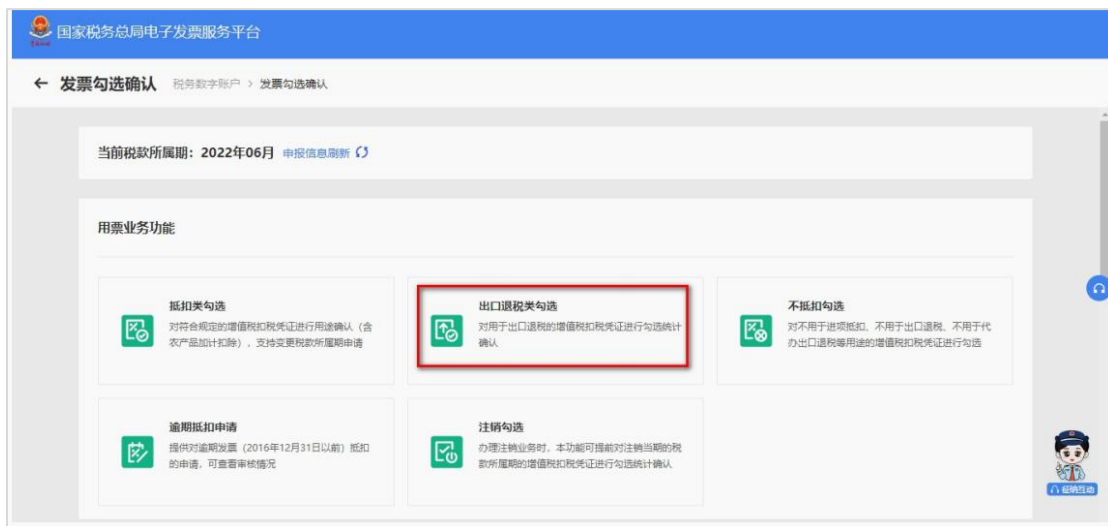 国家税务总局电子发票服务平台
← 发票勾选确认 税务数字账户 > 发票勾选确认
当前税款所属期：2022年06月 申报信息刷新
用票业务功能
抵扣类勾选
对符合规定的增值税扣税凭证进行用途确认（含
农产品加计扣除），支持变更税款所属期申请
出口退税类勾选
对用于出口退税的增值税扣税凭证进行勾选统计
确认
不抵扣勾选
对不用于进项抵扣、不用于出口退税、不用于代
办出口退税等用途的增值税扣税凭证进行勾选
逾期抵扣申请
提供对逾期发票（2016年12月31日以前）抵扣
的申请，可查看审核情况
注销勾选
办理注销业务时，本功能可提前对注销当期的税
款所属期的增值税扣税凭证进行勾选统计确认
征纳互动